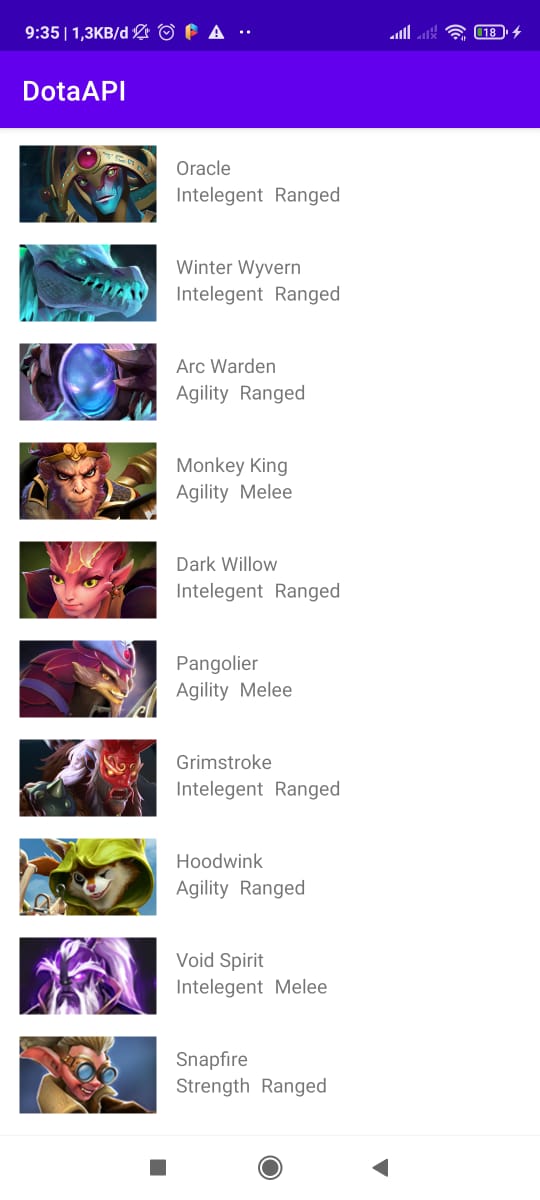 9:35 | 1,3KB/d
18
DotaAPI
Oracle
Intelegent Ranged
Winter Wyvern
Intelegent Ranged
Arc Warden
Agility Ranged
Monkey King
Agility Melee
Dark Willow
Intelegent Ranged
Pangolier
Agility Melee
Grimstroke
Intelegent Ranged
Hoodwink
Agility Ranged
Void Spirit
Intelegent Melee
Snapfire
Strength Ranged